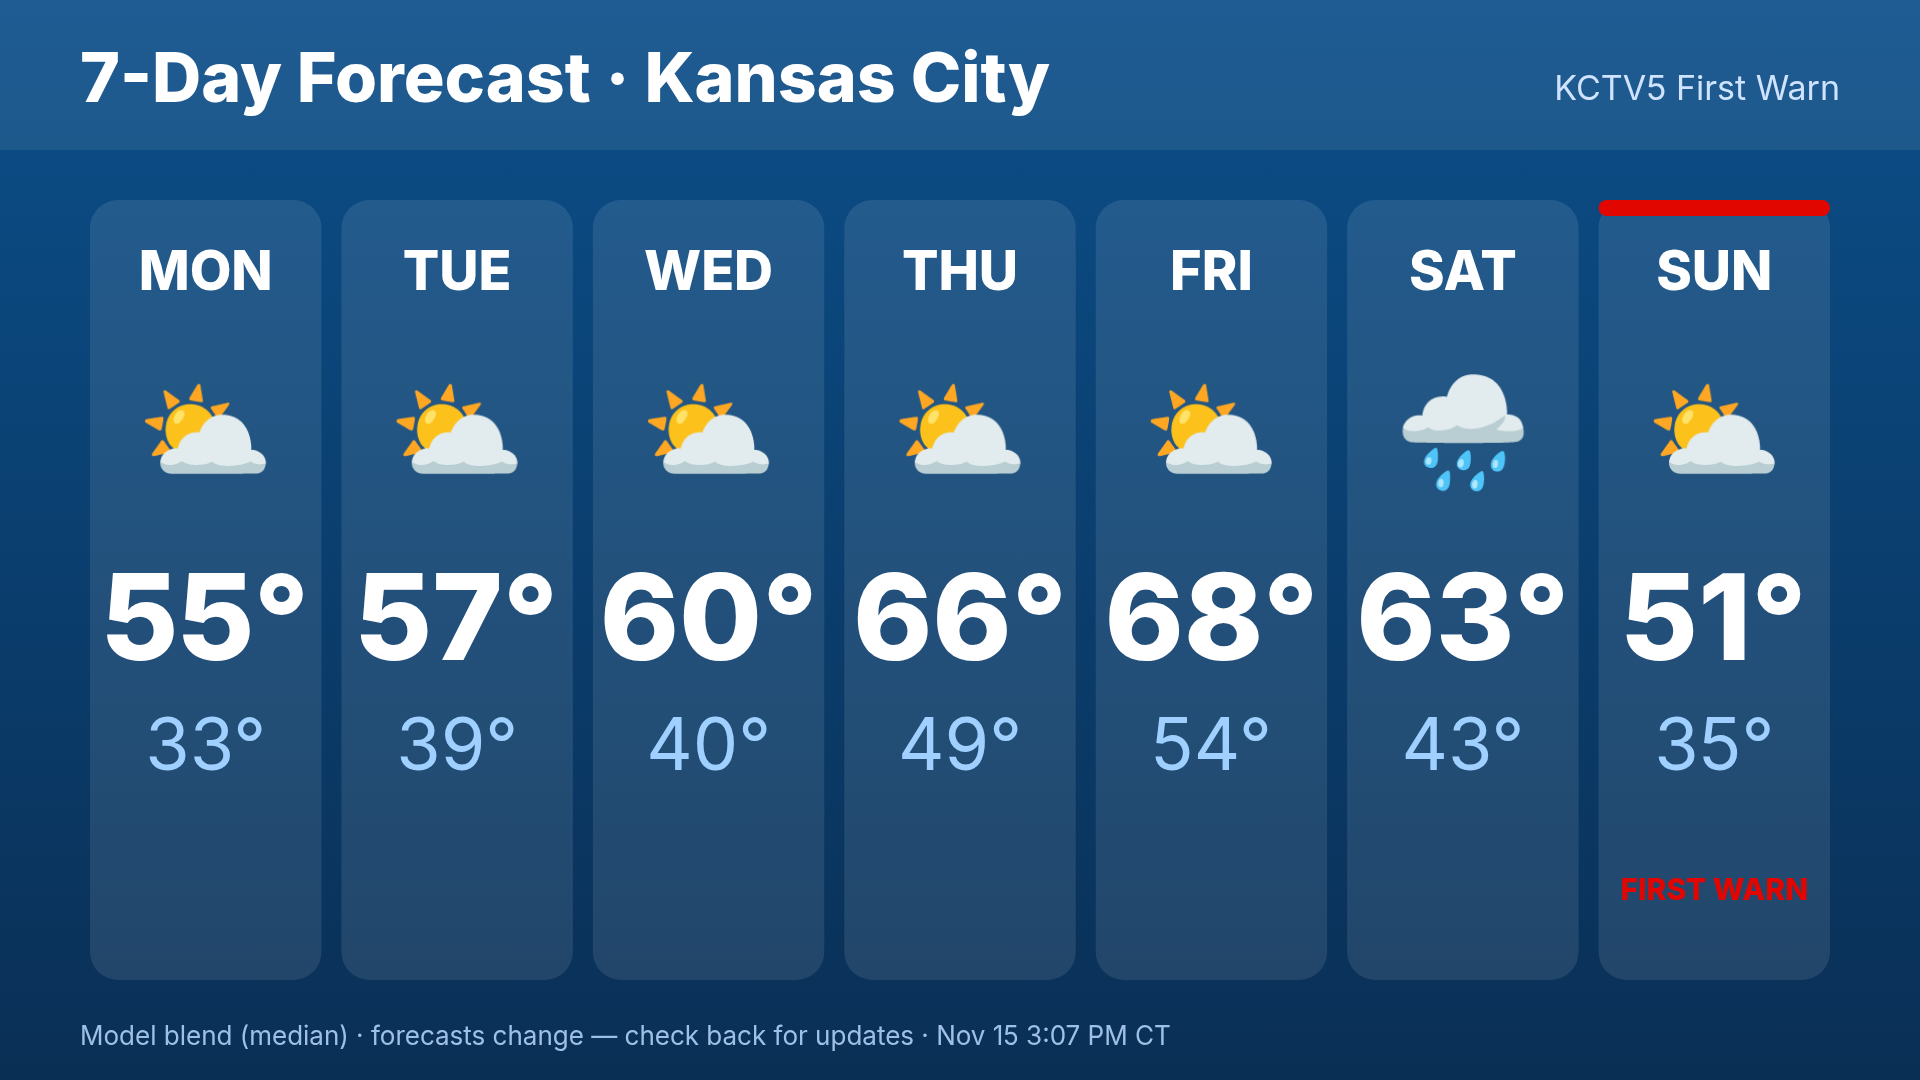 7-Day Forecast · Kansas City
KCTV5 First Warn
MON TUE WED THU FRI SAT SUN
55° 57° 60° 66° 68° 63° 51°
33° 39° 40° 49° 54° 43° 35°
FIRST WARN
Model blend (median) · forecasts change — check back for updates · Nov 15 3:07 PM CT